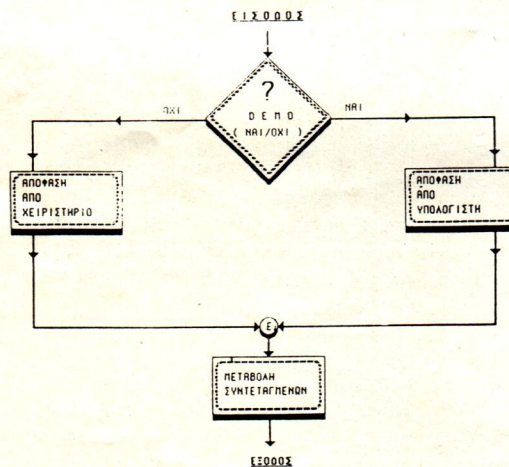 ΕΙΣΟΔΟΣ
?
DEMO
( ΝΑΙ/ΟΧΙ )
ΟΧΙ
ΝΑΙ
ΑΠΟΦΑΣΗ
ΑΠΟ
ΧΕΙΡΙΣΤΗΡΙΟ
ΑΠΟΦΑΣΗ
ΑΠΟ
ΥΠΟΛΟΓΙΣΤΗ
Ε
ΜΕΤΑΒΟΛΗ
ΣΥΝΤΕΤΑΓΜΕΝΩΝ
ΕΞΟΔΟΣ